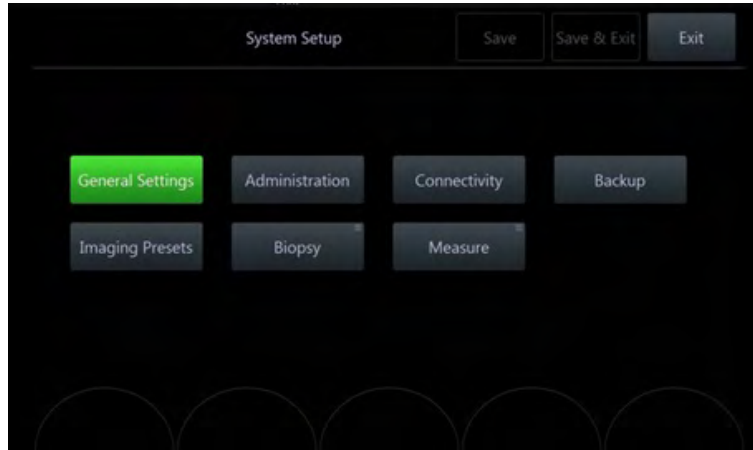 System Setup Save Save & Exit Exit
General Settings Administration Connectivity Backup
Imaging Presets Biopsy Measure